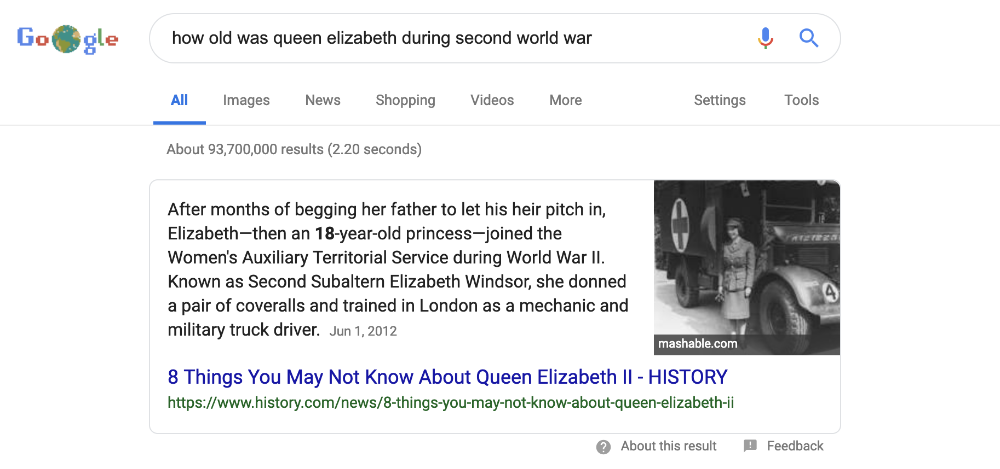 Google
how old was queen elizabeth during second world war
All Images News Shopping Videos More Settings Tools
About 93,700,000 results (2.20 seconds)
After months of begging her father to let his heir pitch in,
Elizabeth—then an 18-year-old princess—joined the
Women's Auxiliary Territorial Service during World War II.
Known as Second Subaltern Elizabeth Windsor, she donned
a pair of coveralls and trained in London as a mechanic and
military truck driver. Jun 1, 2012
4
mashable.com
8 Things You May Not Know About Queen Elizabeth II - HISTORY
https://www.history.com/news/8-things-you-may-not-know-about-queen-elizabeth-ii
About this result Feedback